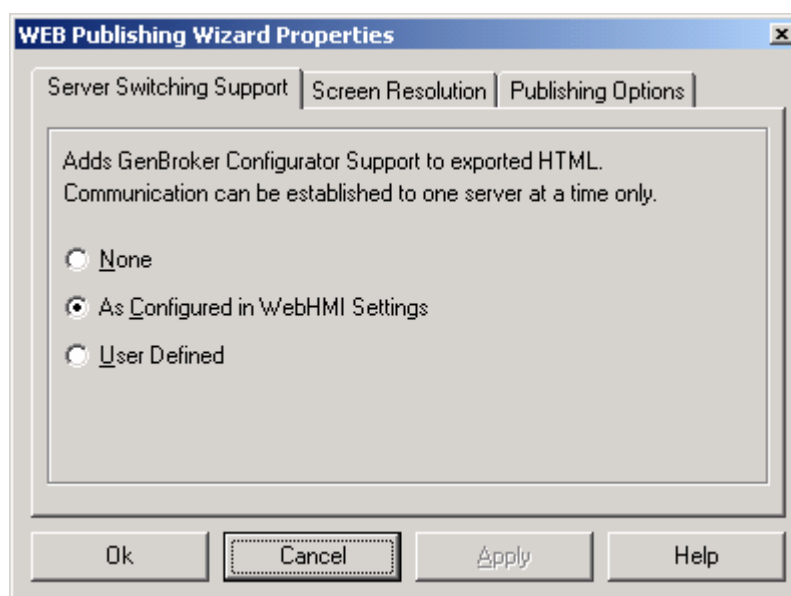 WEB Publishing Wizard Properties
Server Switching Support Screen Resolution Publishing Options
Adds GenBroker Configurator Support to exported HTML.
Communication can be established to one server at a time only.
None
As Configured in WebHMI Settings
User Defined
Ok Cancel Apply Help